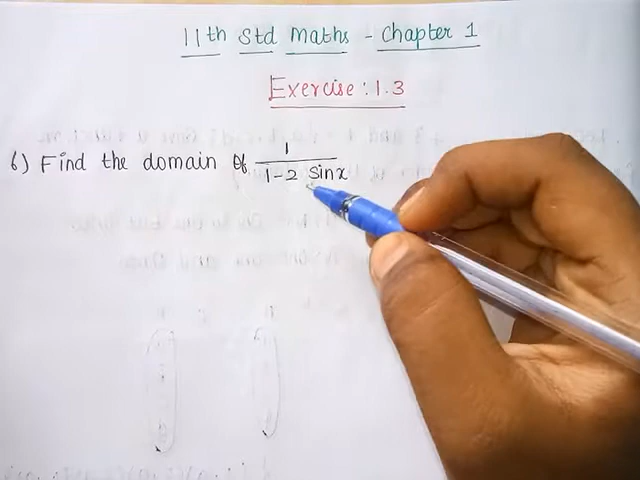 11th Std Maths - Chapter 1
Exercise: 1.3
6) Find the domain of 1/(1-2 sinx)